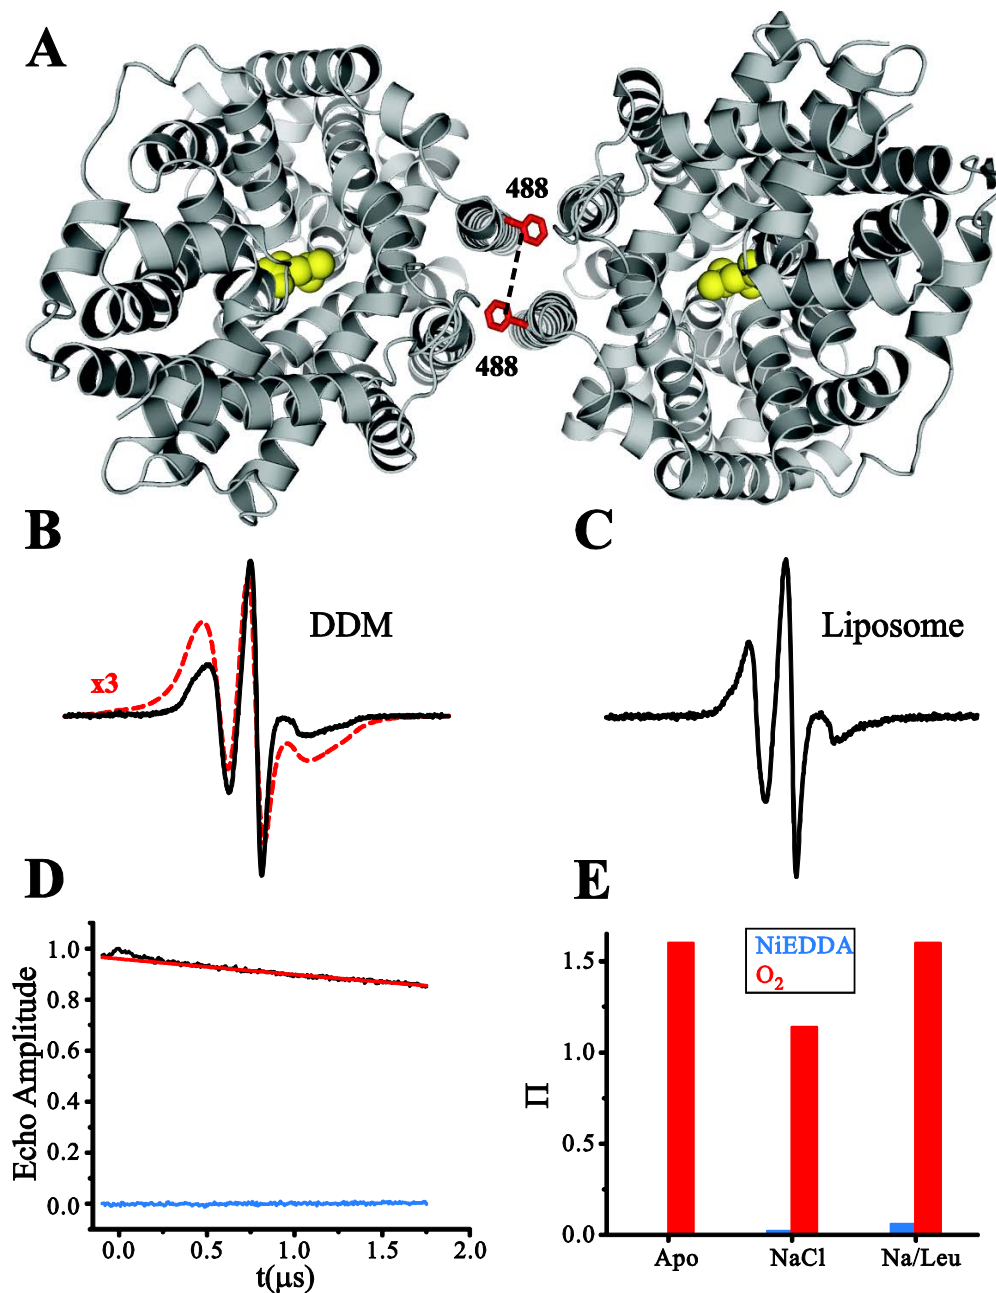 A
488
488
B
C
DDM
Liposome
x3
D
E
1.0
0.8
0.6
0.4
0.2
0.0
Echo Amplitude
0.0
0.5
1.0
1.5
2.0
t(μs)
NiEDDA
O₂
1.5
1.0
0.5
0.0
Π
Apo
NaCl
Na/Leu